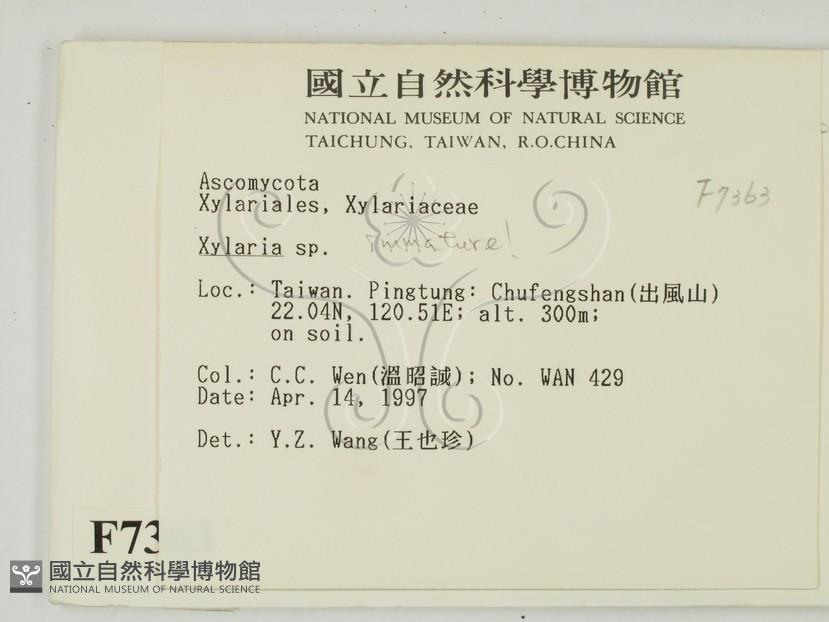 國立自然科學博物館
NATIONAL MUSEUM OF NATURAL SCIENCE
TAICHUNG, TAIWAN, R.O.CHINA
F7363
Ascomycota
Xylariales, Xylariaceae
Xylaria sp. immature!
Loc.: Taiwan. Pingtung: Chufengshan(出風山)
22.04N, 120.51E; alt. 300m;
on soil.
Col.: C.C. Wen(溫昭誠); No. WAN 429
Date: Apr. 14, 1997
Det.: Y.Z. Wang(王也珍)
F73
國立自然科學博物館
NATIONAL MUSEUM OF NATURAL SCIENCE